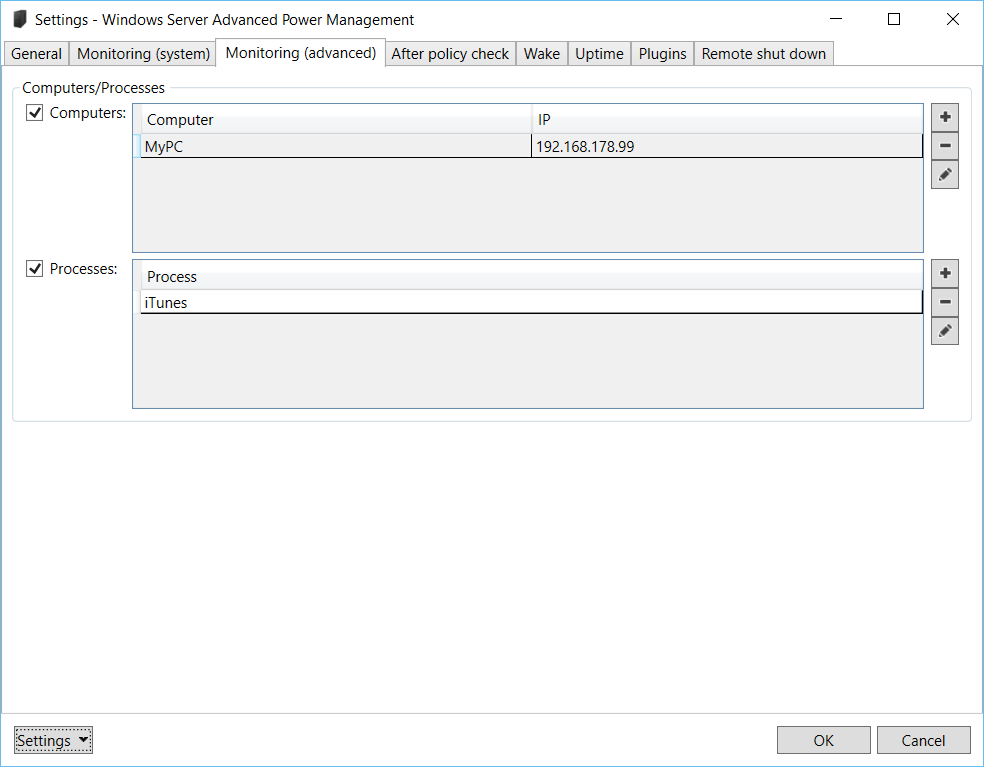 Settings - Windows Server Advanced Power Management
General Monitoring (system) Monitoring (advanced) After policy check Wake Uptime Plugins Remote shut down
Computers/Processes
Computers:
Computer IP
MyPC 192.168.178.99
Processes:
Process
iTunes
Settings OK Cancel